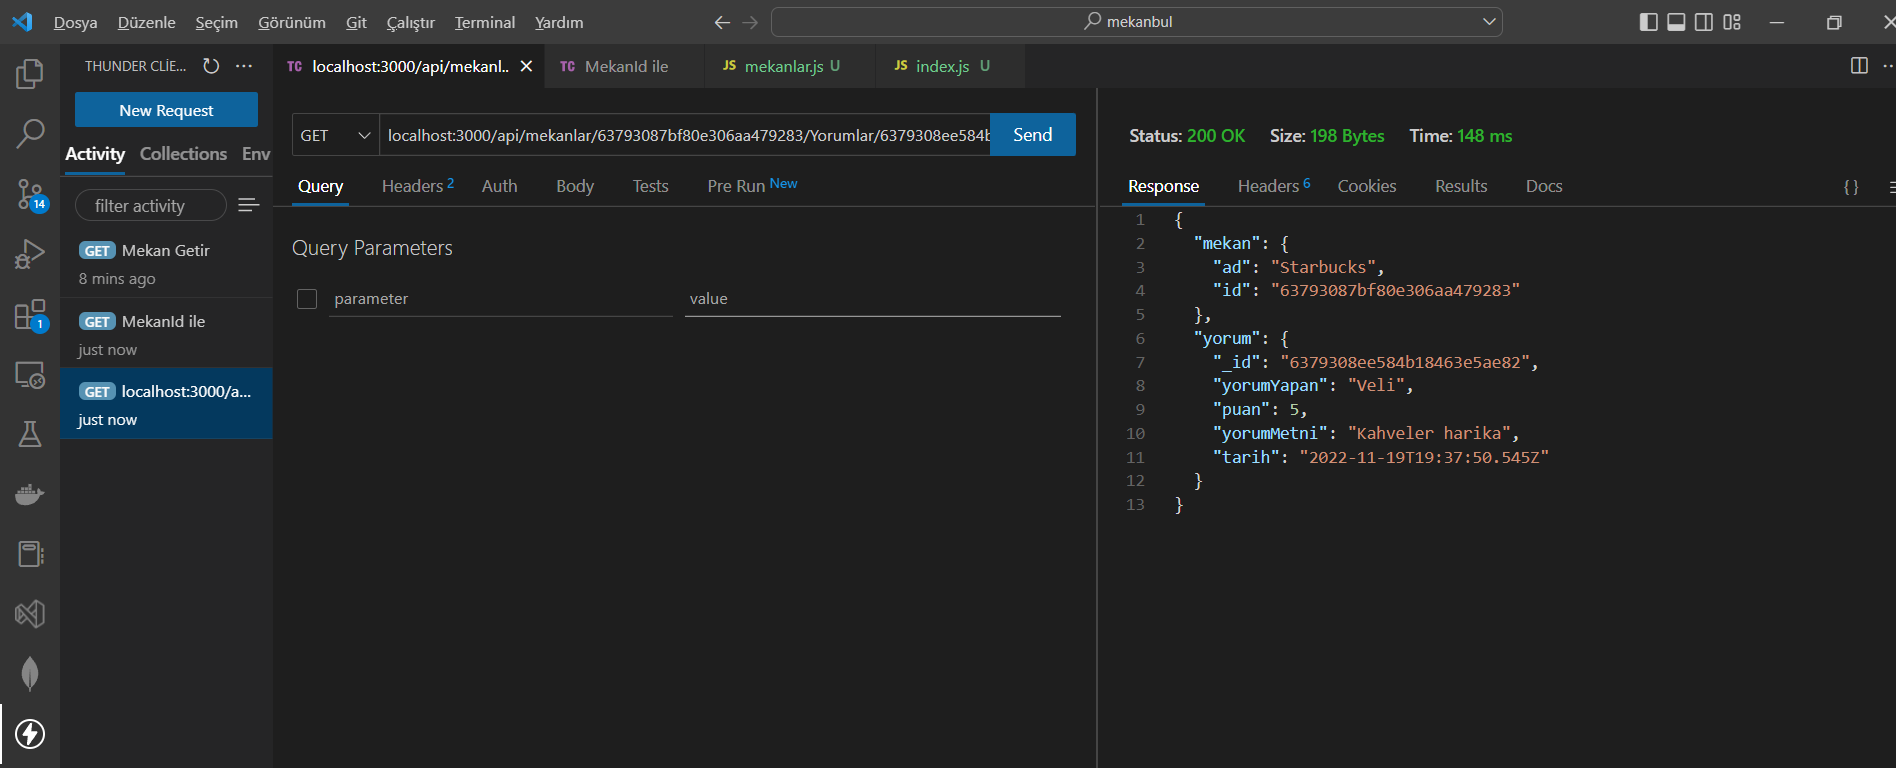 Dosya Düzenle Seçim Görünüm Git Çalıştır Terminal Yardım
mekanbul
THUNDER CLİE... ...
TC localhost:3000/api/mekanl..
TC MekanId ile
JS mekanlar.js U
JS index.js U
New Request
Activity Collections Env
filter activity
GET Mekan Getir
8 mins ago
GET MekanId ile
just now
GET localhost:3000/a...
just now
14
1
GET localhost:3000/api/mekanlar/63793087bf80e306aa479283/Yorumlar/6379308ee584b Send
Query Headers 2 Auth Body Tests Pre Run New
Query Parameters
parameter value
Status: 200 OK Size: 198 Bytes Time: 148 ms
Response Headers 6 Cookies Results Docs { }
1 {
2 "mekan": {
3 "ad": "Starbucks",
4 "id": "63793087bf80e306aa479283"
5 },
6 "yorum": {
7 "_id": "6379308ee584b18463e5ae82",
8 "yorumYapan": "Veli",
9 "puan": 5,
10 "yorumMetni": "Kahveler harika",
11 "tarih": "2022-11-19T19:37:50.545Z"
12 }
13 }